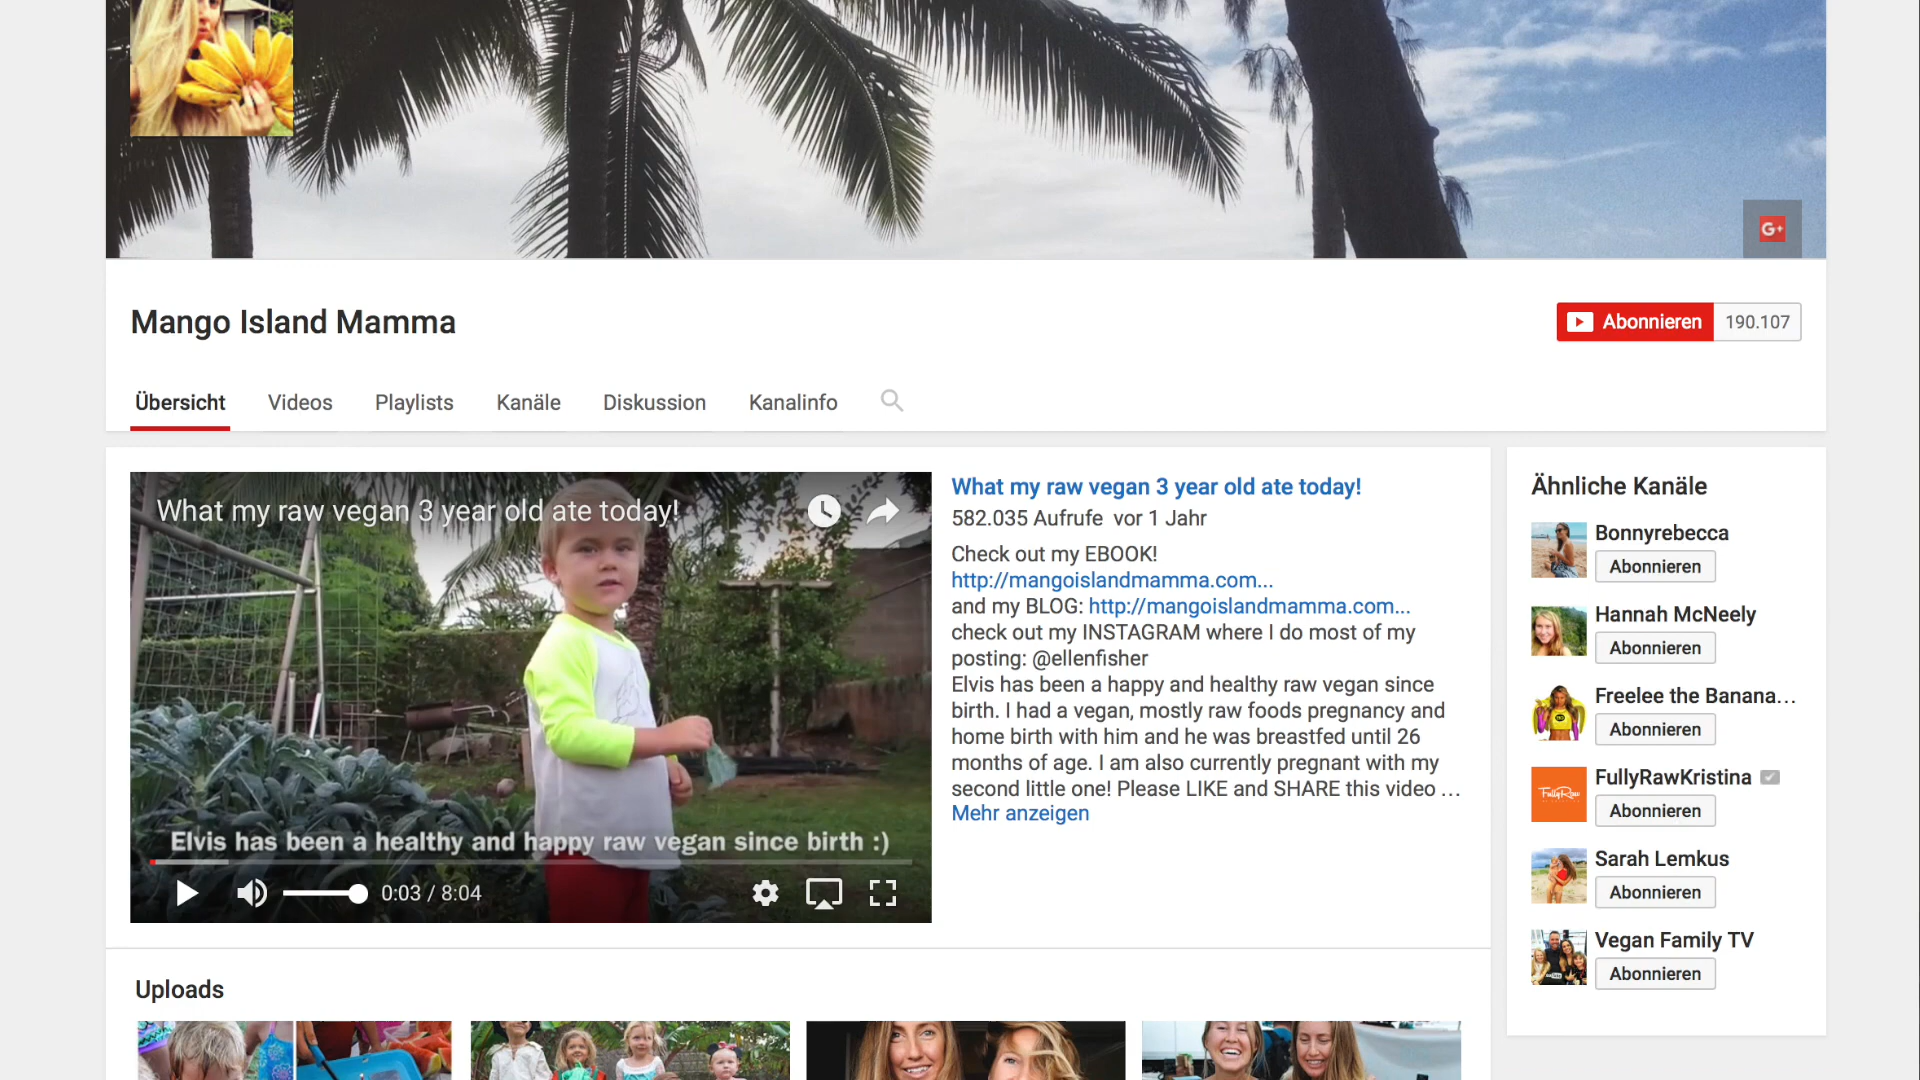 G+
Mango Island Mamma
Abonnieren 190.107
Übersicht Videos Playlists Kanäle Diskussion Kanalinfo
What my raw vegan 3 year old ate today!
Elvis has been a healthy and happy raw vegan since birth :)
0:03 / 8:04
What my raw vegan 3 year old ate today!
582.035 Aufrufe vor 1 Jahr
Check out my EBOOK!
http://mangoislandmamma.com...
and my BLOG: http://mangoislandmamma.com...
check out my INSTAGRAM where I do most of my
posting: @ellenfisher
Elvis has been a happy and healthy raw vegan since
birth. I had a vegan, mostly raw foods pregnancy and
home birth with him and he was breastfed until 26
months of age. I am also currently pregnant with my
second little one! Please LIKE and SHARE this video ...
Mehr anzeigen
Ähnliche Kanäle
Bonnyrebecca
Abonnieren
Hannah McNeely
Abonnieren
Freelee the Banana...
Abonnieren
FullyRaw
FullyRawKristina
Abonnieren
Sarah Lemkus
Abonnieren
Vegan Family TV
Abonnieren
Uploads